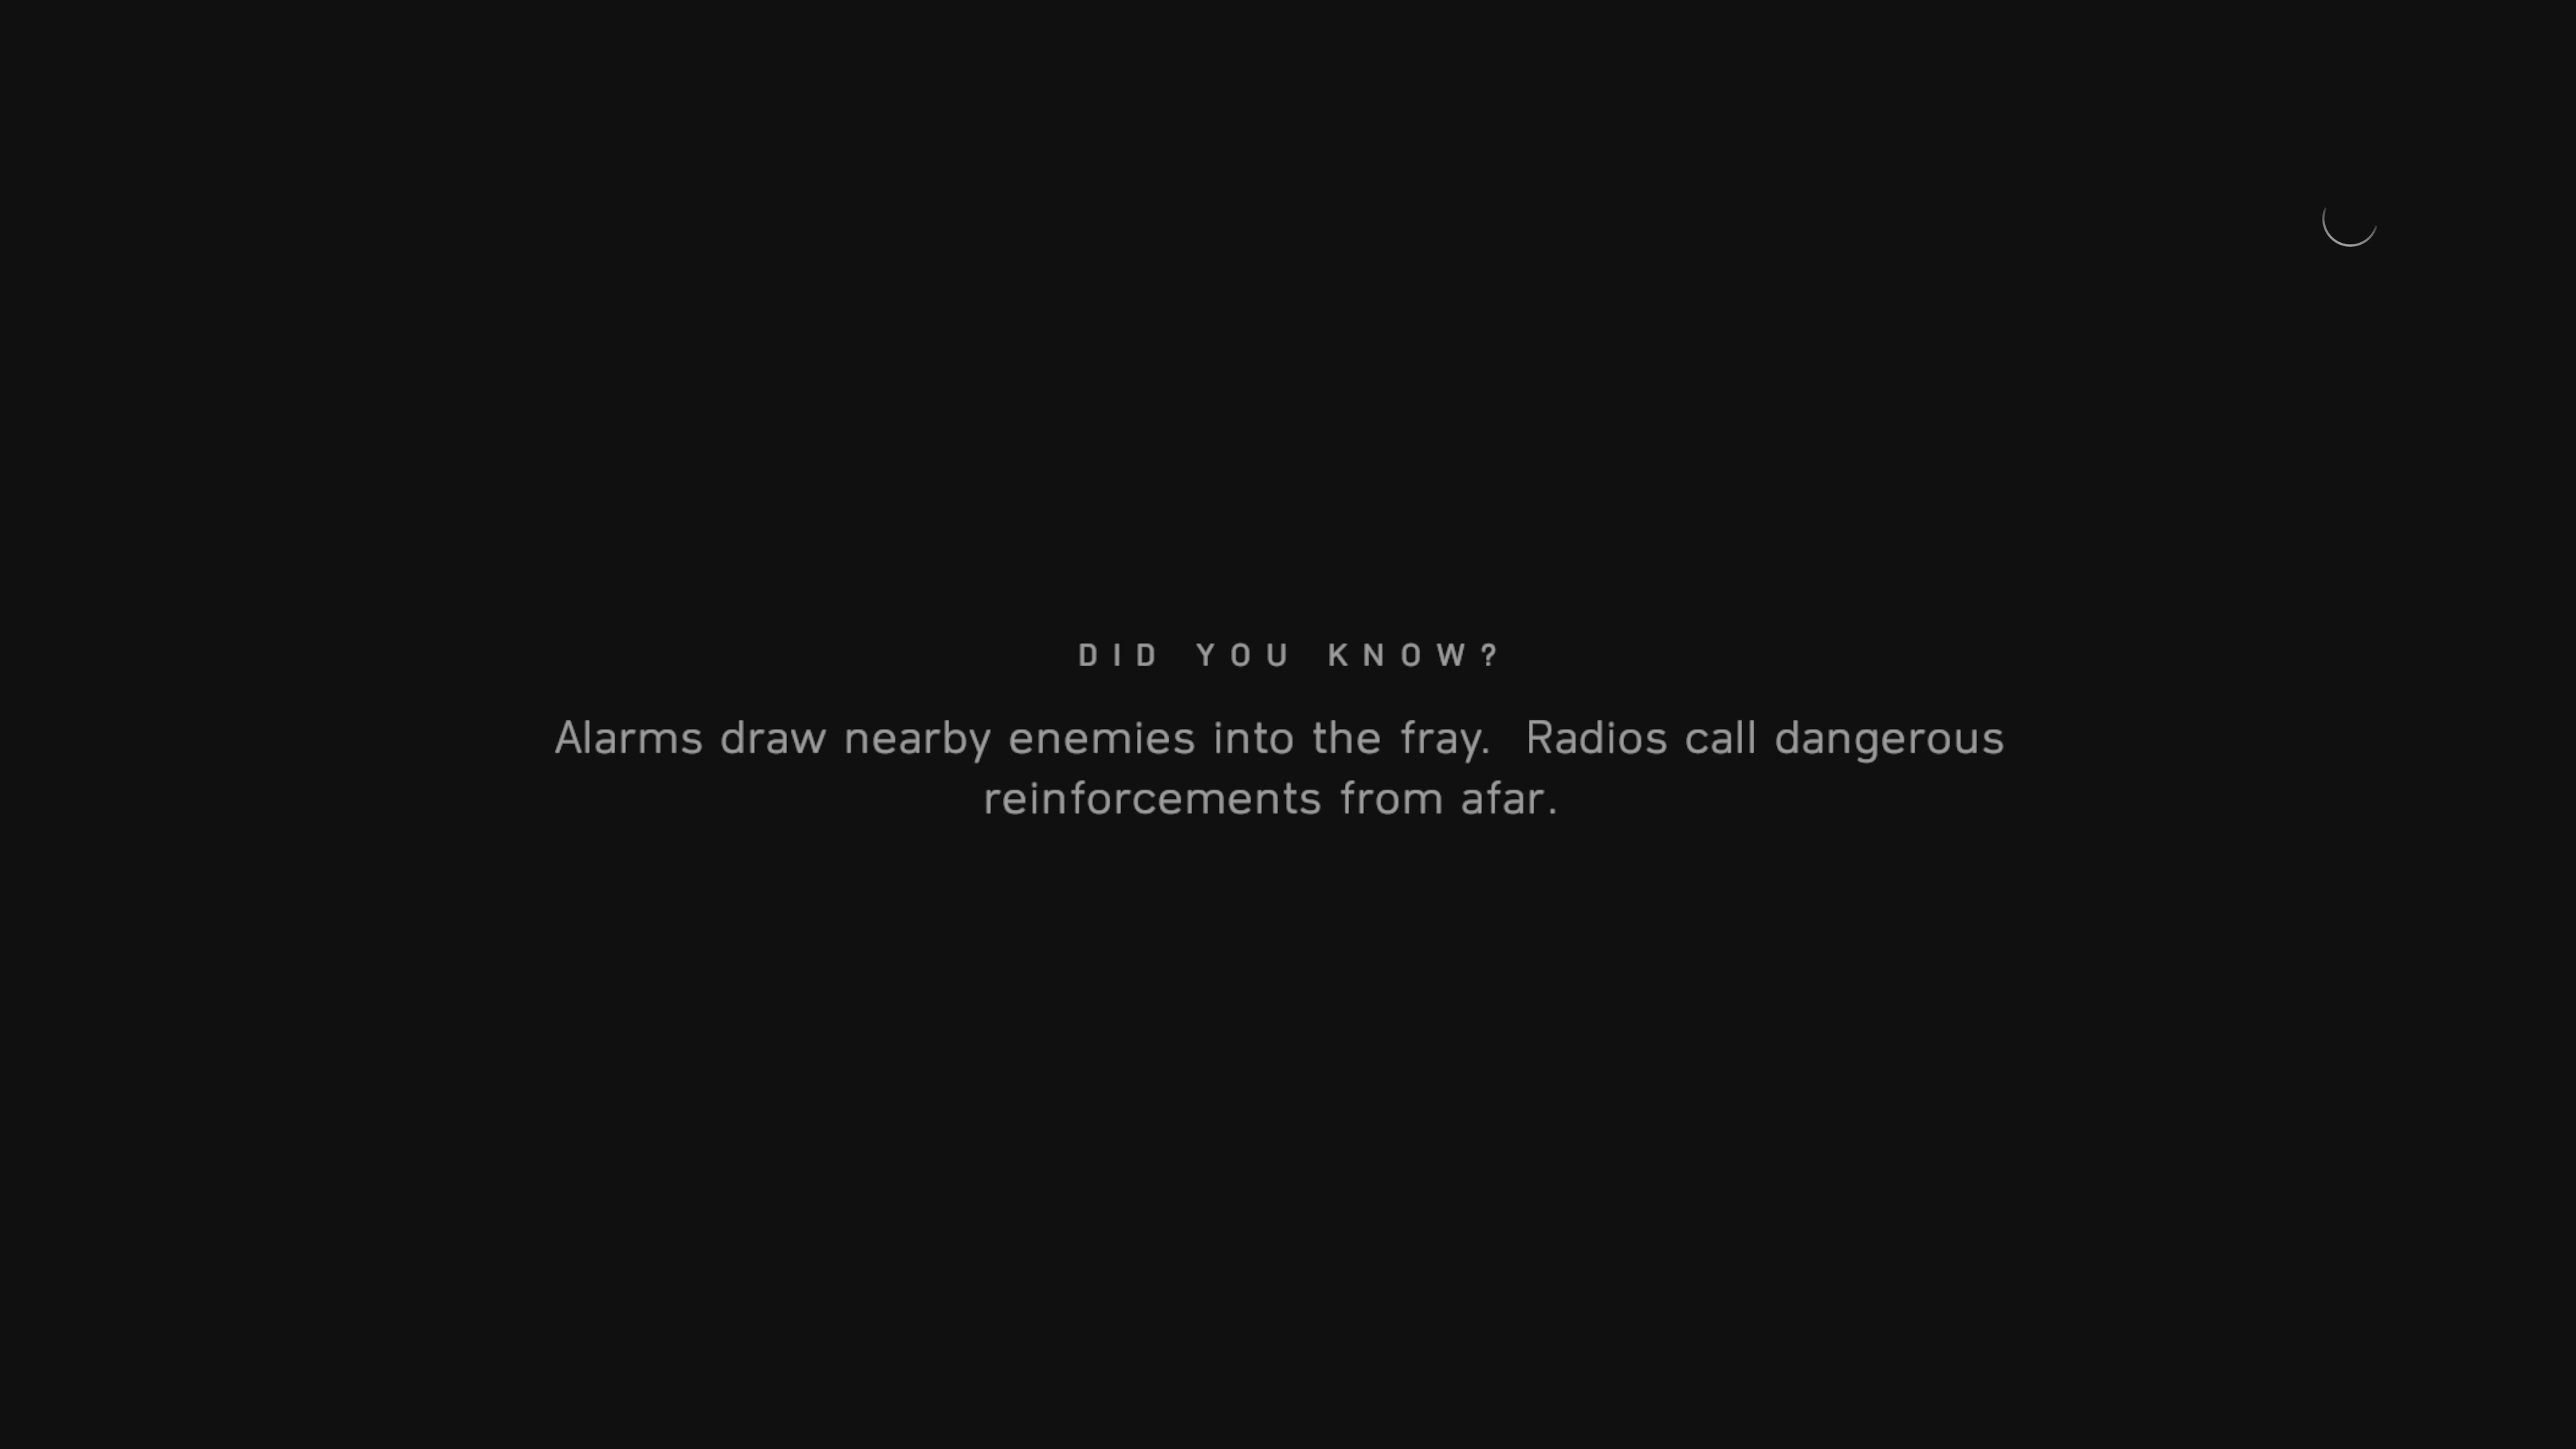 DID YOU KNOW?
Alarms draw nearby enemies into the fray.  Radios call dangerous
reinforcements from afar.